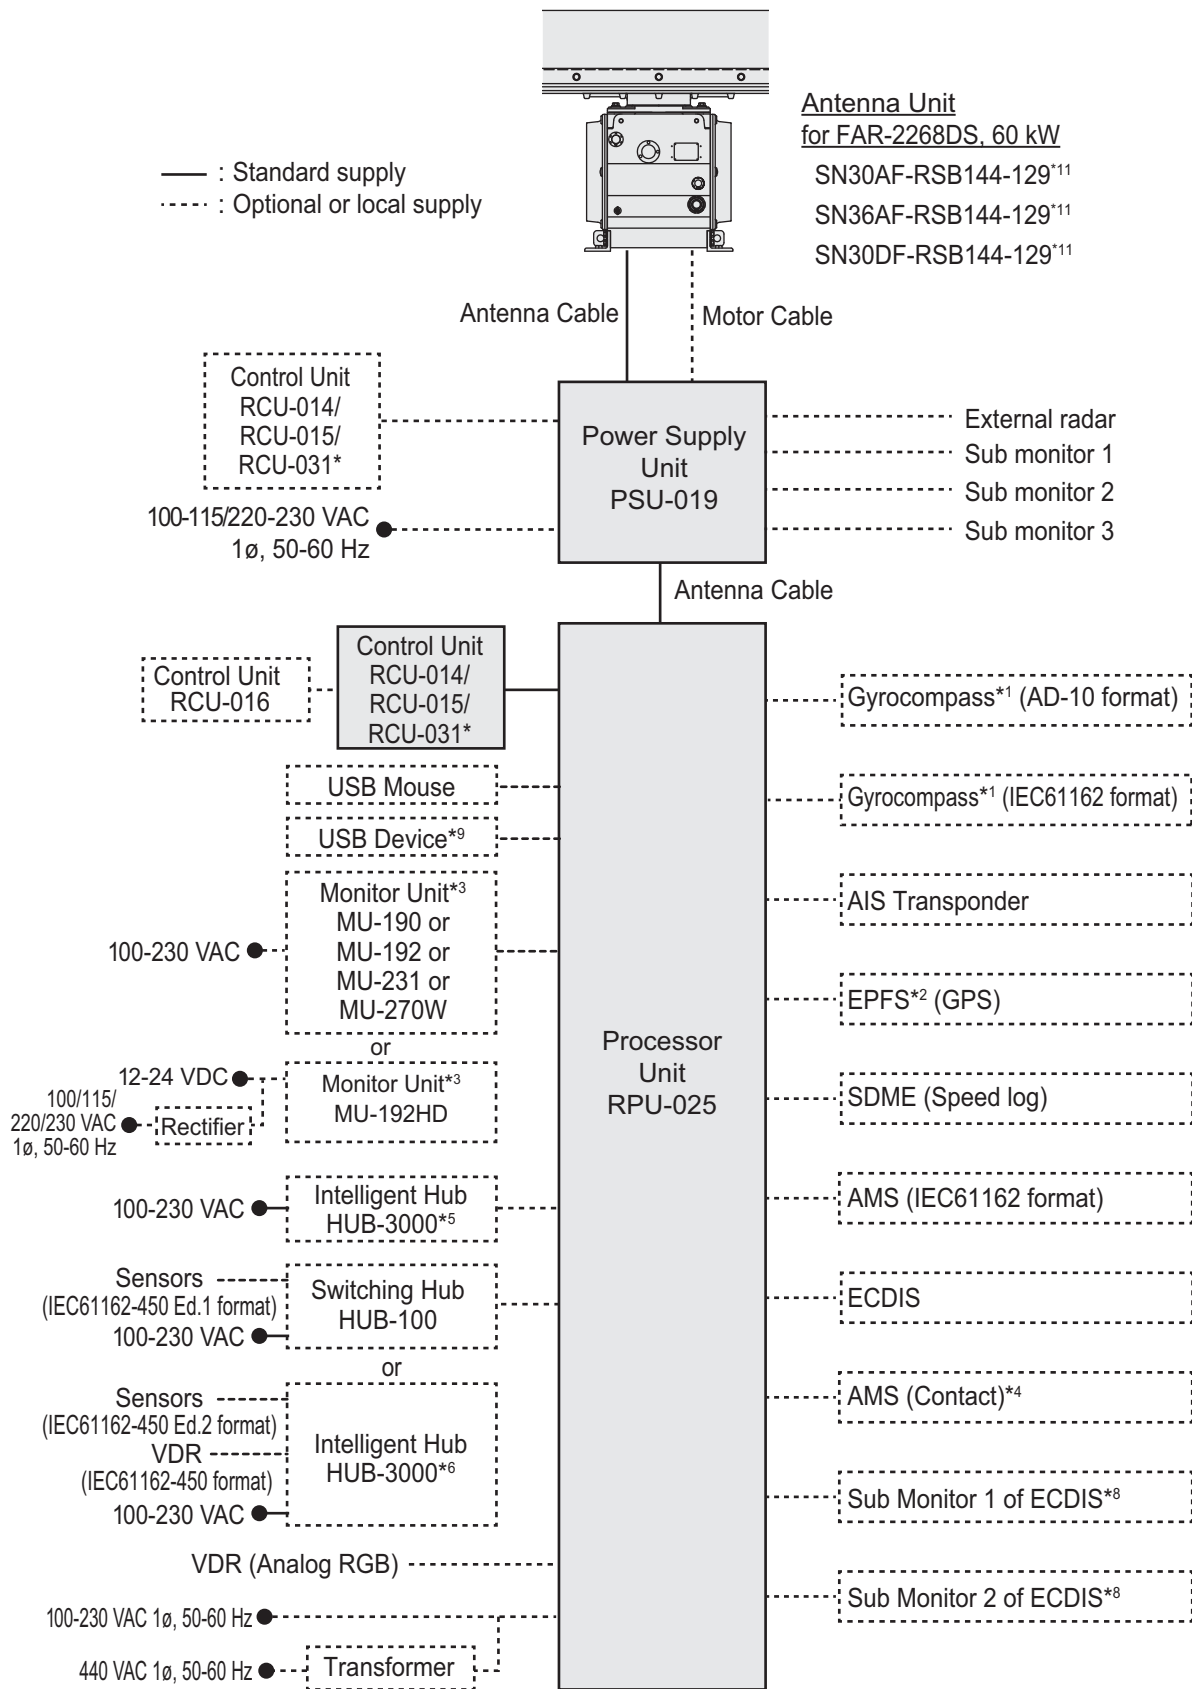 Antenna Unit
for FAR-2268DS, 60 kW
SN30AF-RSB144-129*11
SN36AF-RSB144-129*11
SN30DF-RSB144-129*11
: Standard supply
: Optional or local supply
Antenna Cable
Motor Cable
Control Unit
RCU-014/
RCU-015/
RCU-031*
100-115/220-230 VAC
1ø, 50-60 Hz
Power Supply
Unit
PSU-019
External radar
Sub monitor 1
Sub monitor 2
Sub monitor 3
Antenna Cable
Control Unit
RCU-016
Control Unit
RCU-014/
RCU-015/
RCU-031*
USB Mouse
USB Device*9
Monitor Unit*3
MU-190 or
MU-192 or
MU-231 or
MU-270W
100-230 VAC
or
12-24 VDC
100/115/
220/230 VAC
1ø, 50-60 Hz
Rectifier
Monitor Unit*3
MU-192HD
100-230 VAC
Intelligent Hub
HUB-3000*5
Sensors
(IEC61162-450 Ed.1 format)
100-230 VAC
Switching Hub
HUB-100
or
Sensors
(IEC61162-450 Ed.2 format)
VDR
(IEC61162-450 format)
100-230 VAC
Intelligent Hub
HUB-3000*6
VDR (Analog RGB)
100-230 VAC 1ø, 50-60 Hz
440 VAC 1ø, 50-60 Hz
Transformer
Processor
Unit
RPU-025
Gyrocompass*1 (AD-10 format)
Gyrocompass*1 (IEC61162 format)
AIS Transponder
EPFS*2 (GPS)
SDME (Speed log)
AMS (IEC61162 format)
ECDIS
AMS (Contact)*4
Sub Monitor 1 of ECDIS*8
Sub Monitor 2 of ECDIS*8